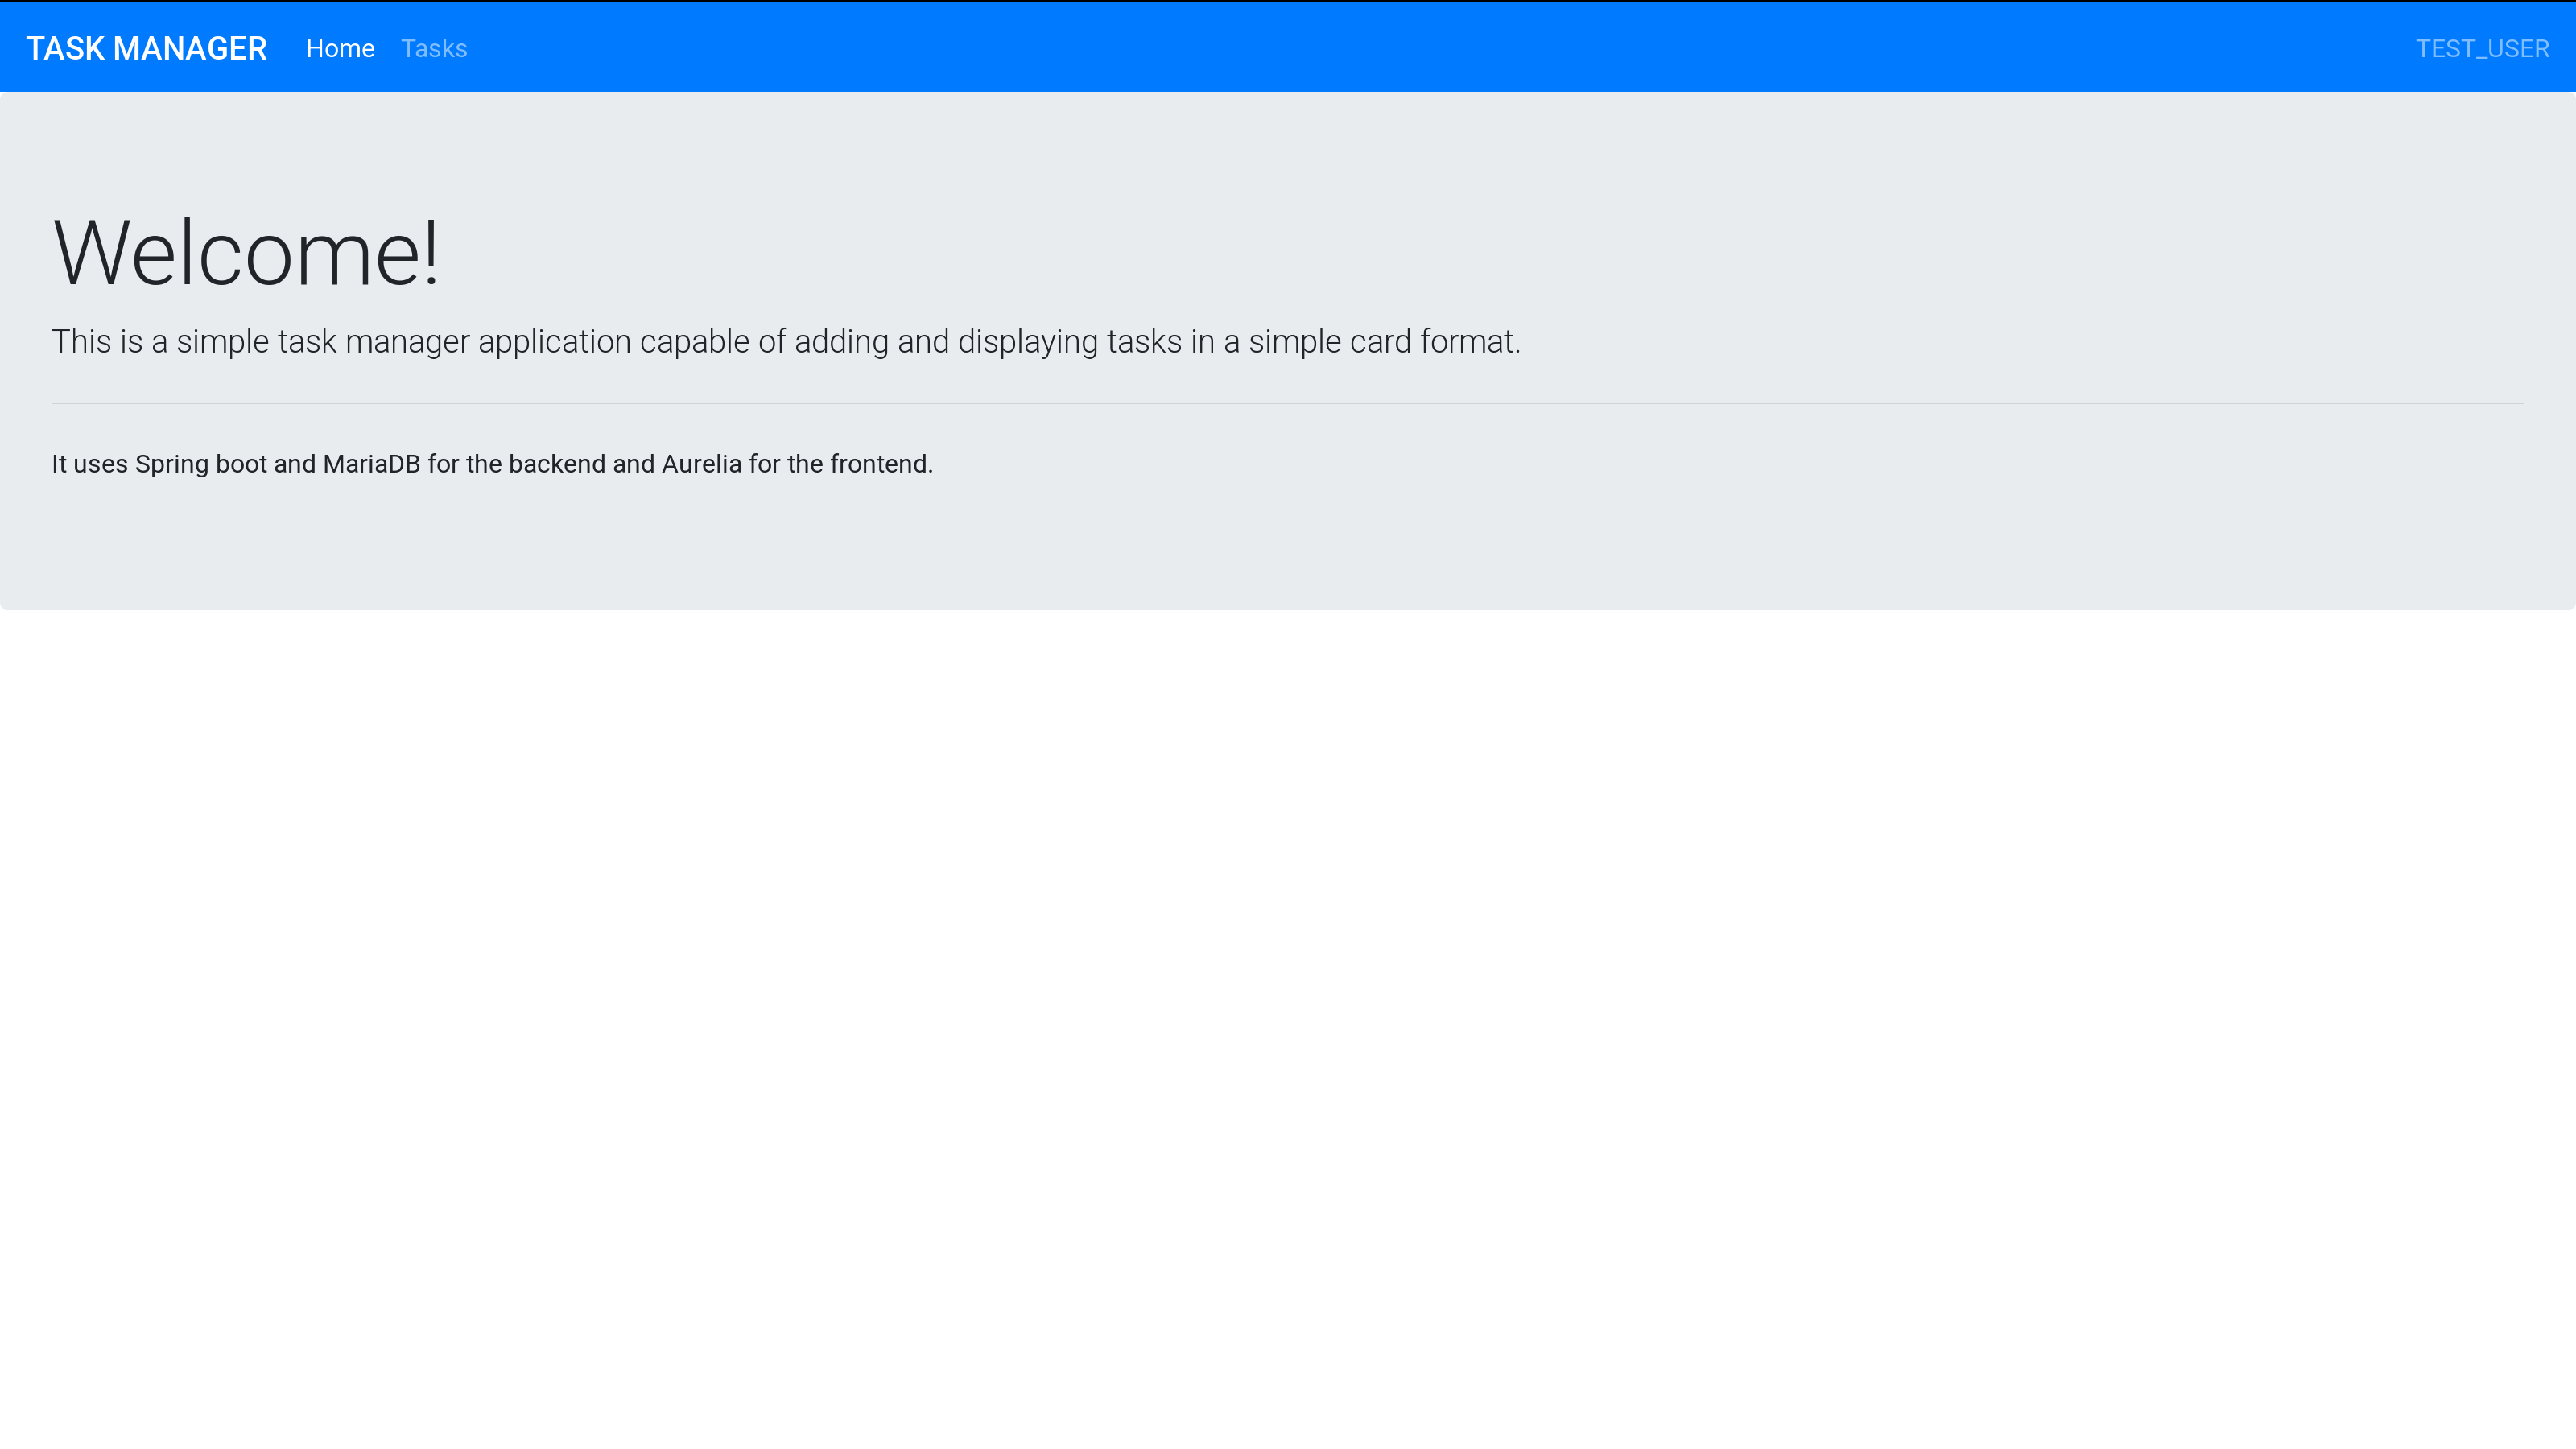 TASK MANAGER Home Tasks TEST_USER
Welcome!
This is a simple task manager application capable of adding and displaying tasks in a simple card format.
It uses Spring boot and MariaDB for the backend and Aurelia for the frontend.